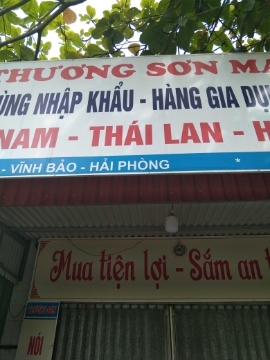 THƯƠNG SƠN MA
ÙNG NHẬP KHẨU - HÀNG GIA DỤ
NAM - THÁI LAN - H
- VĨNH BẢO - HẢI PHÒNG *
Mua tiện lợi - Sắm an t
NÓI